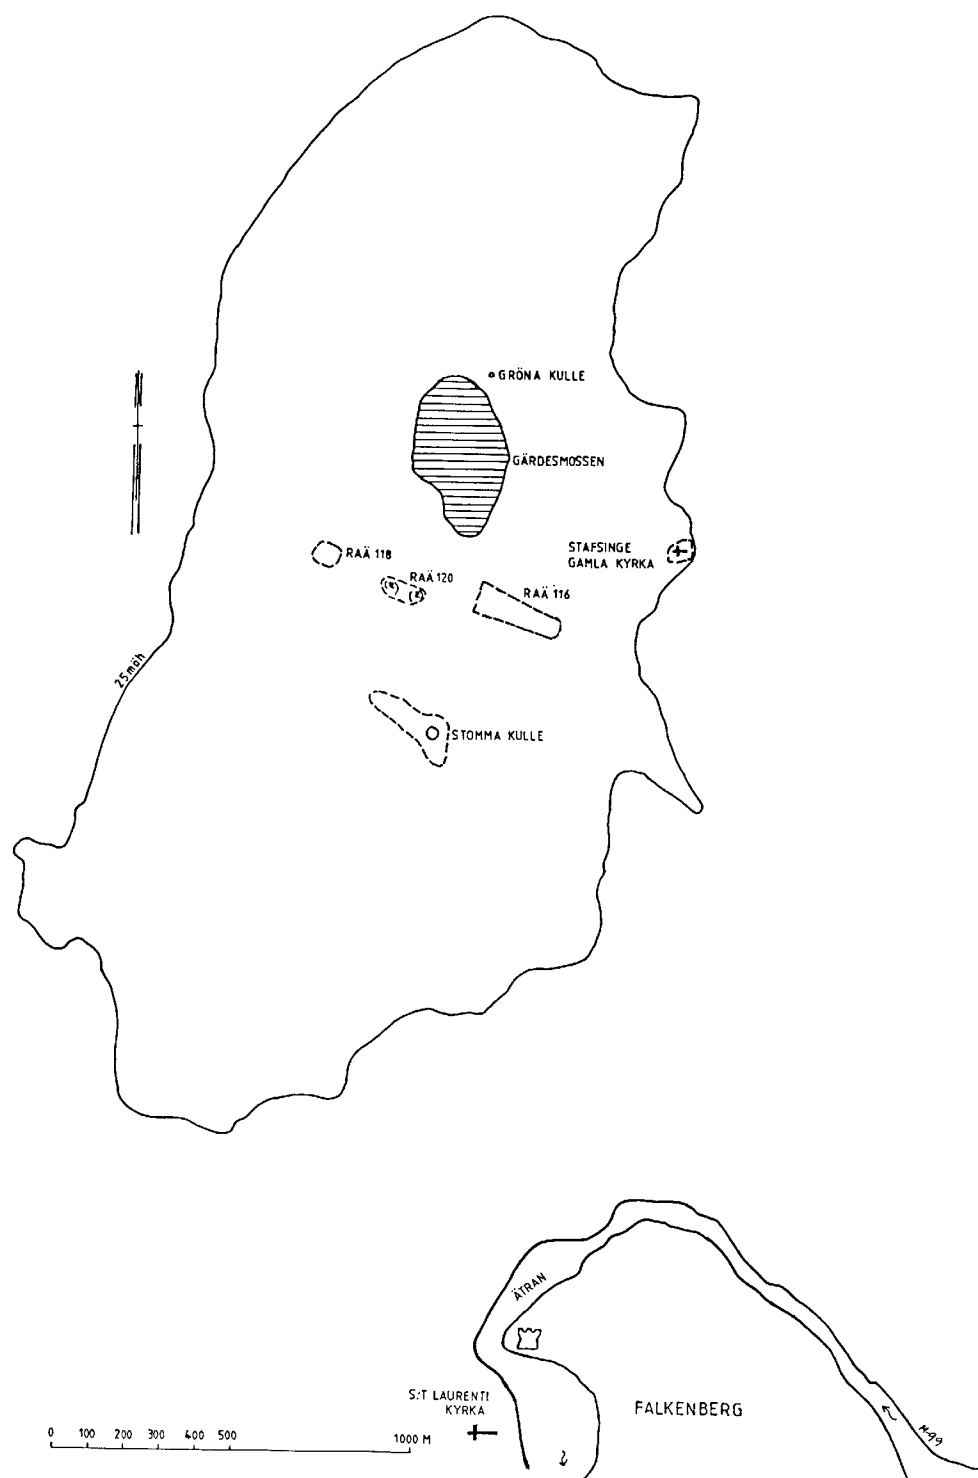 GRÖNA KULLE
GÄRDESMOSSEN
STAFSINGE
GAMLA KYRKA
RAÄ 118
RAÄ 120
RAÄ 116
25 möh
STOMMA KULLE
ÄTRAN
S:T LAURENTI
KYRKA
FALKENBERG
0 100 200 300 400 500 1000 M